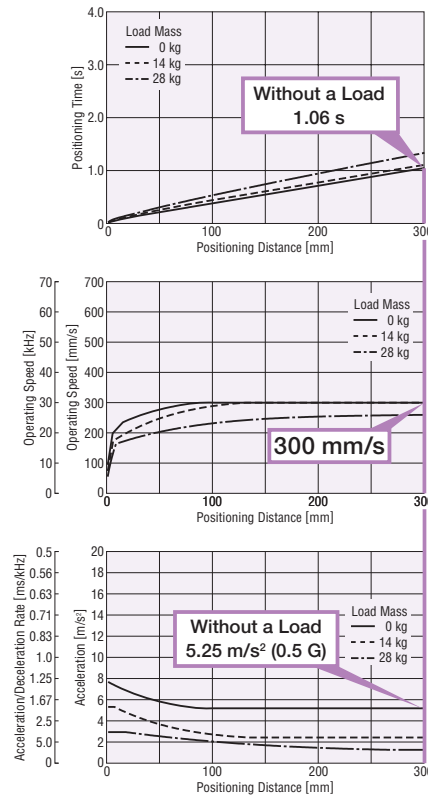 4.0
3.0
2.0
1.0
0
Positioning Time [s]
Load Mass
0 kg
14 kg
28 kg
Without a Load
1.06 s
0 100 200 300
Positioning Distance [mm]
70
60
50
40
30
20
10
0
Operating Speed [kHz]
700
600
500
400
300
200
100
0
Operating Speed [mm/s]
Load Mass
0 kg
14 kg
28 kg
300 mm/s
0 100 200 300
Positioning Distance [mm]
0.5
0.56
0.63
0.71
0.83
1.0
1.25
1.67
2.5
5.0
Acceleration/Deceleration Rate [ms/kHz]
20
18
16
14
12
10
8
6
4
2
0
Acceleration [m/s²]
Load Mass
0 kg
14 kg
28 kg
Without a Load
5.25 m/s² (0.5 G)
0 100 200 300
Positioning Distance [mm]